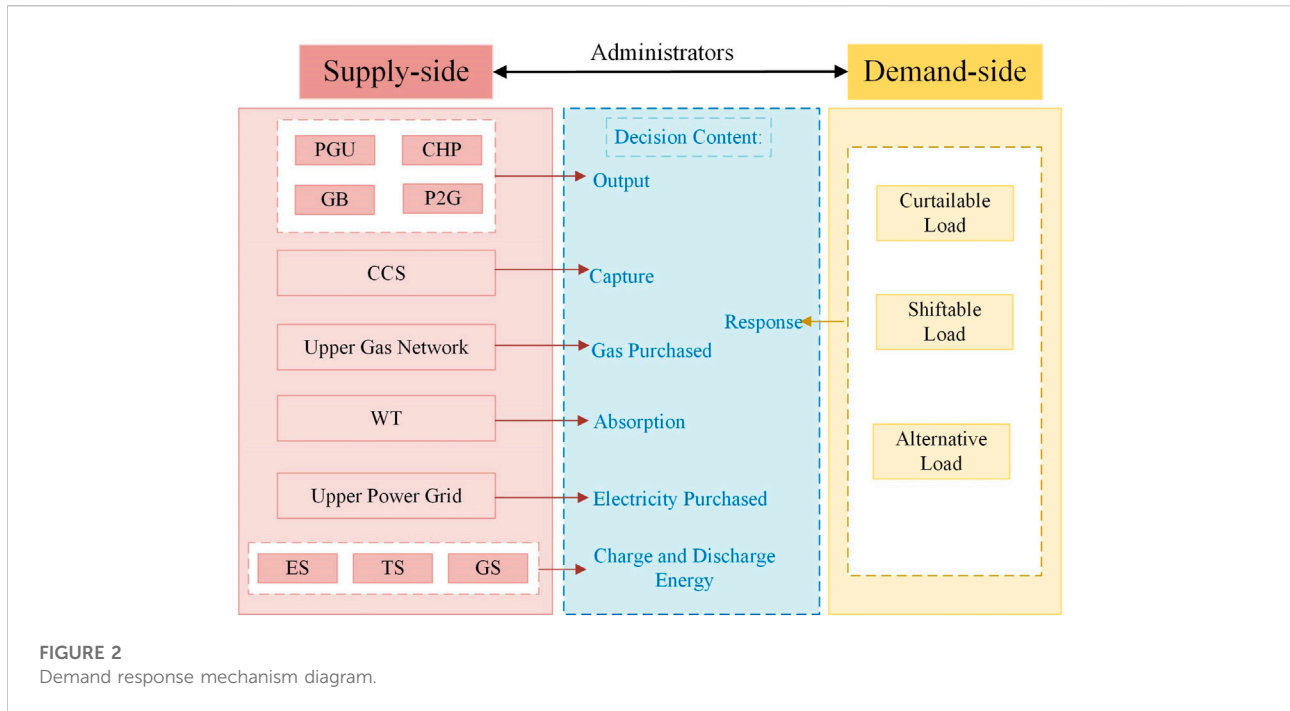 Administrators
Supply-side
Demand-side
PGU
CHP
GB
P2G
CCS
Upper Gas Network
WT
Upper Power Grid
ES
TS
GS
Decision Content:
Output
Capture
Response
Gas Purchased
Absorption
Electricity Purchased
Charge and Discharge
Energy
Curtailable
Load
Shiftable
Load
Alternative
Load
FIGURE 2
Demand response mechanism diagram.